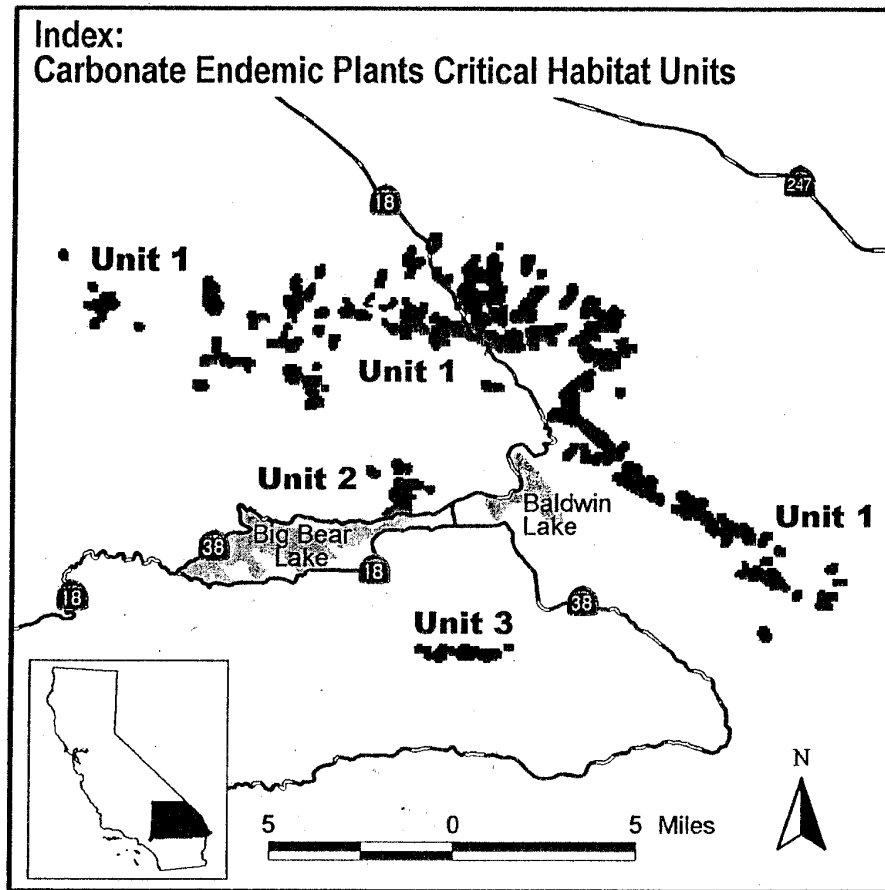 Index:
Carbonate Endemic Plants Critical Habitat Units
18
247
Unit 1
Unit 1
Unit 2
Baldwin
Lake
Unit 1
Big Bear
Lake
38
18
18
38
Unit 3
N
5 0 5 Miles